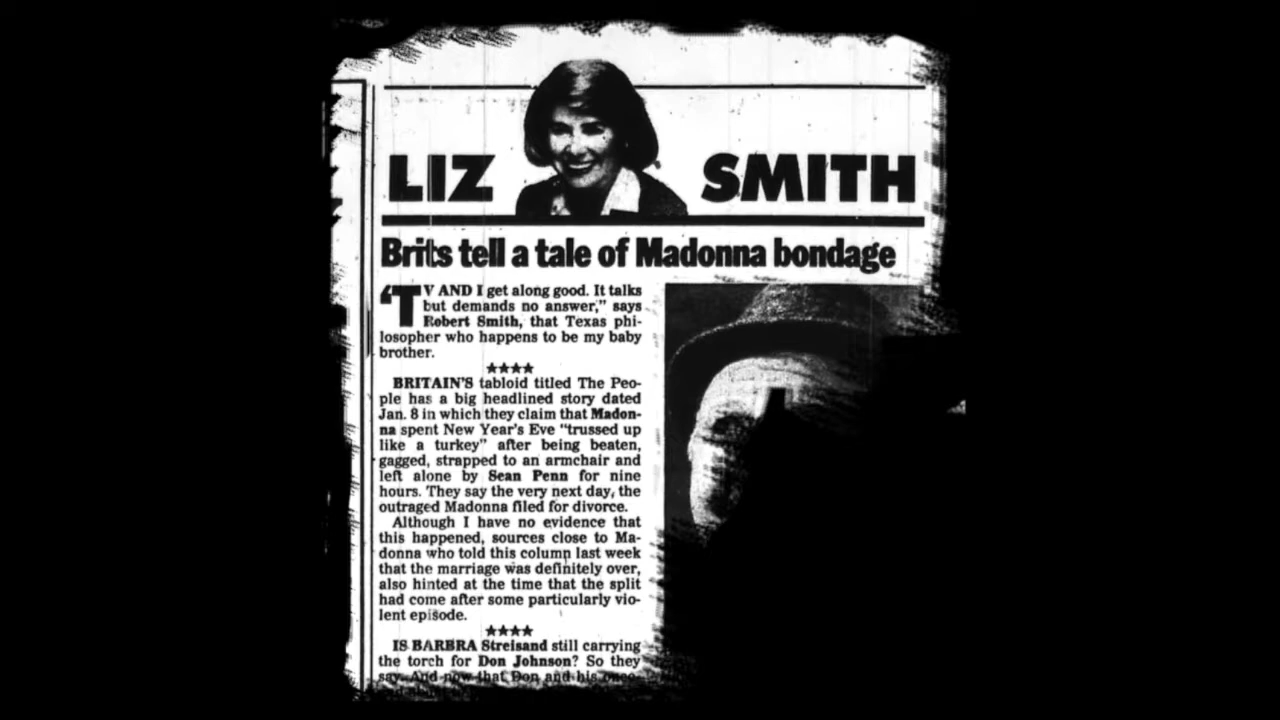 LIZ SMITH
Brits tell a tale of Madonna bondage
‘TV AND I get along good. It talks
but demands no answer,” says
Robert Smith, that Texas phi-
losopher who happens to be my baby
brother.
★★★★
BRITAIN'S tabloid titled The Peo-
ple has a big headlined story dated
Jan. 8 in which they claim that Madon-
na spent New Year's Eve “trussed up
like a turkey” after being beaten,
gagged, strapped to an armchair and
left alone by Sean Penn for nine
hours. They say the very next day, the
outraged Madonna filed for divorce.
Although I have no evidence that
this happened, sources close to Ma-
donna who told this column last week
that the marriage was definitely over,
also hinted at the time that the split
had come after some particularly vio-
lent episode.
★★★★
IS BARBRA Streisand still carrying
the torch for Don Johnson? So they
say. And now that Don and his once-